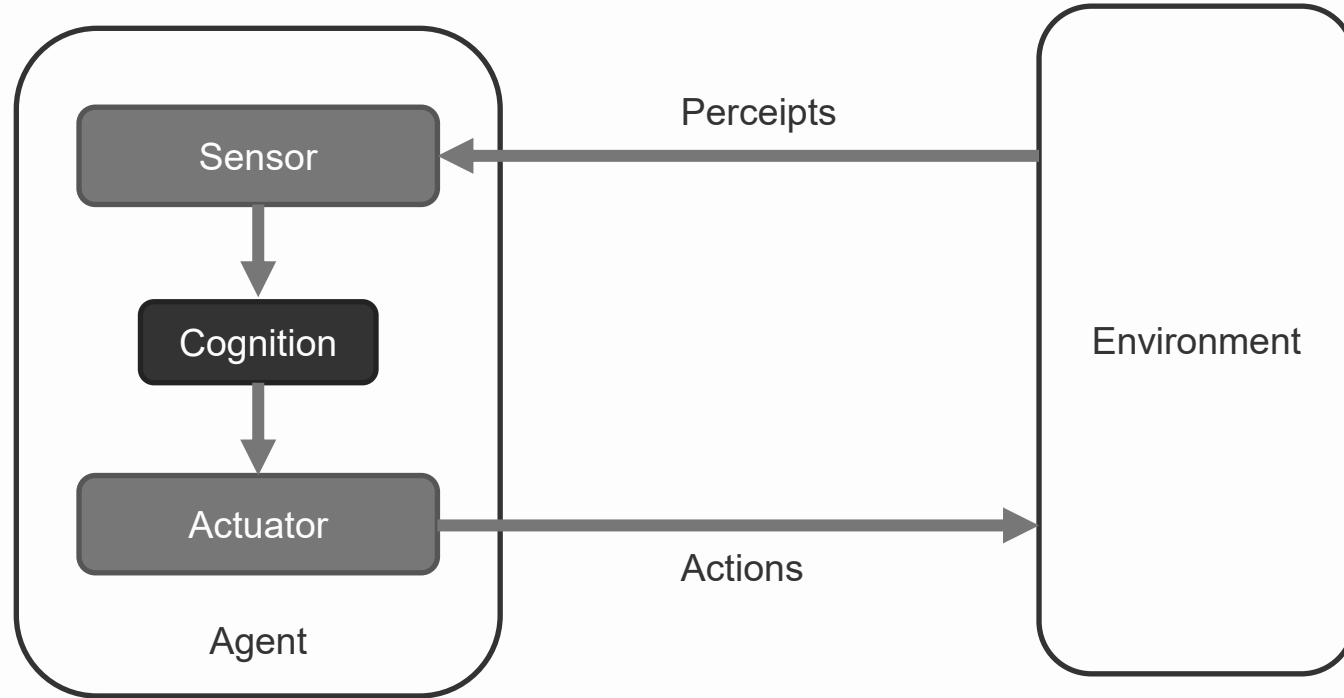 Perceipts
Sensor
Cognition
Environment
Actuator
Actions
Agent